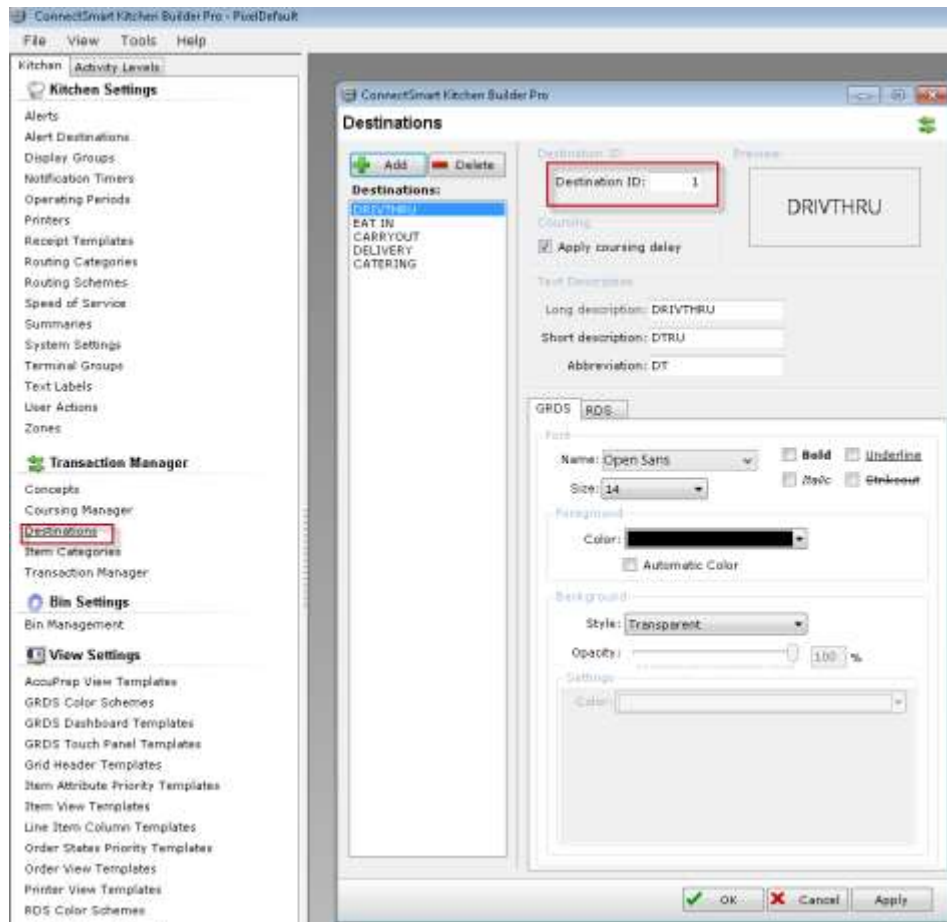 ConnectSmart Kitchen Builder Pro - PixelDefault
File View Tools Help
Kitchen Activity Levels
Kitchen Settings
Alerts
Alert Destinations
Display Groups
Notification Timers
Operating Periods
Printers
Receipt Templates
Routing Categories
Routing Schemes
Speed of Service
Summaries
System Settings
Terminal Groups
Text Labels
User Actions
Zones
Transaction Manager
Concepts
Coursing Manager
Destinations
Item Categories
Transaction Manager
Bin Settings
Bin Management
View Settings
AccuPrep View Templates
GRDS Color Schemes
GRDS Dashboard Templates
GRDS Touch Panel Templates
Grid Header Templates
Item Attribute Priority Templates
Item View Templates
Line Item Column Templates
Order States Priority Templates
Order View Templates
Printer View Templates
RDS Color Schemes
ConnectSmart Kitchen Builder Pro
Destinations
Add Delete
Destinations:
DRIVTHRU
EAT IN
CARRYOUT
DELIVERY
CATERING
Destination ID
Destination ID: 1
Preview
DRIVTHRU
Coursing
Apply coursing delay
Text Description
Long description: DRIVTHRU
Short description: DTRU
Abbreviation: DT
GRDS RDS
Font
Name: Open Sans
Bold Underline
Size: 14
Italic Strikeout
Foreground
Color:
Automatic Color
Background
Style: Transparent
Opacity: 100 %
Settings
Color:
OK Cancel Apply